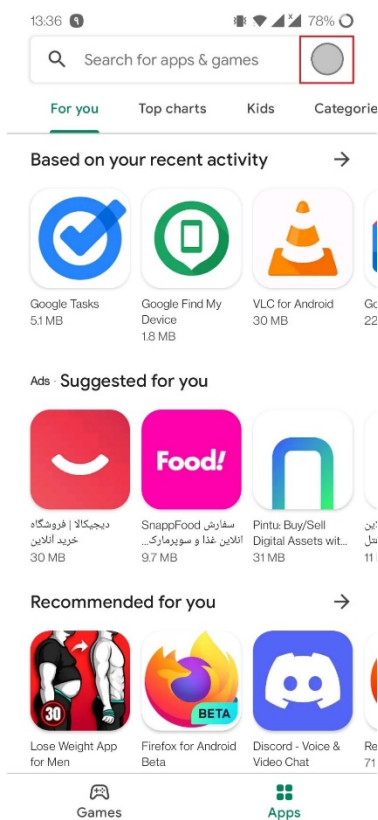 13:36 78%
Search for apps & games
For you Top charts Kids Categorie
Based on your recent activity
Google Tasks
5.1 MB
Google Find My
Device
1.8 MB
VLC for Android
30 MB
Go
22
Ads · Suggested for you
Food!
دیجیکالا | فروشگاه
خرید آنلاین
30 MB
SnappFood سفارش
آنلاین غذا و سوپرمارک...
9.7 MB
Pintu: Buy/Sell
Digital Assets wit...
31 MB
11
Recommended for you
30
BETA
Lose Weight App
for Men
Firefox for Android
Beta
Discord - Voice &
Video Chat
Re
71
Games Apps